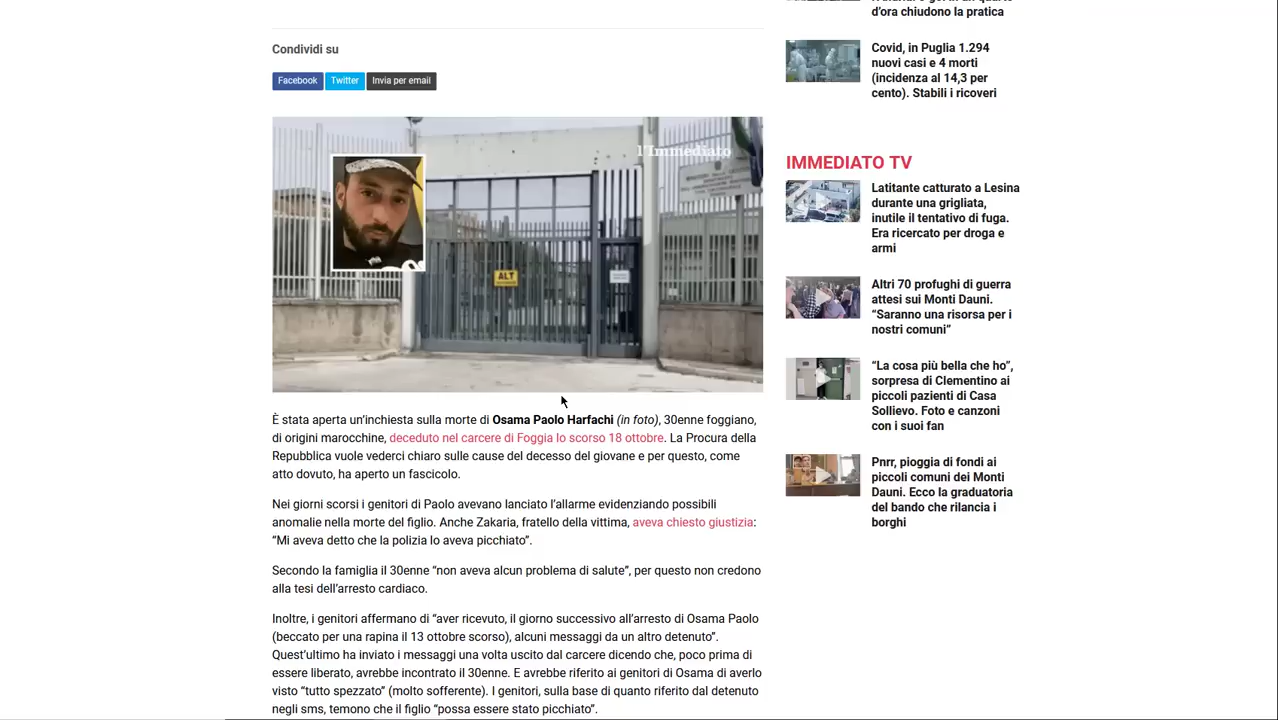 d'ora chiudono la pratica
Condividi su
Facebook
Twitter
Invia per email
Covid, in Puglia 1.294
nuovi casi e 4 morti
(incidenza al 14,3 per
cento). Stabili i ricoveri
l'Immediato
ALT
IMMEDIATO TV
Latitante catturato a Lesina
durante una grigliata,
inutile il tentativo di fuga.
Era ricercato per droga e
armi
Altri 70 profughi di guerra
attesi sui Monti Dauni.
“Saranno una risorsa per i
nostri comuni”
“La cosa più bella che ho”,
sorpresa di Clementino ai
piccoli pazienti di Casa
Sollievo. Foto e canzoni
con i suoi fan
Pnrr, pioggia di fondi ai
piccoli comuni dei Monti
Dauni. Ecco la graduatoria
del bando che rilancia i
borghi
È stata aperta un’inchiesta sulla morte di Osama Paolo Harfachi (in foto), 30enne foggiano,
di origini marocchine, deceduto nel carcere di Foggia lo scorso 18 ottobre. La Procura della
Repubblica vuole vederci chiaro sulle cause del decesso del giovane e per questo, come
atto dovuto, ha aperto un fascicolo.
Nei giorni scorsi i genitori di Paolo avevano lanciato l’allarme evidenziando possibili
anomalie nella morte del figlio. Anche Zakaria, fratello della vittima, aveva chiesto giustizia:
“Mi aveva detto che la polizia lo aveva picchiato”.
Secondo la famiglia il 30enne “non aveva alcun problema di salute”, per questo non credono
alla tesi dell’arresto cardiaco.
Inoltre, i genitori affermano di “aver ricevuto, il giorno successivo all’arresto di Osama Paolo
(beccato per una rapina il 13 ottobre scorso), alcuni messaggi da un altro detenuto”.
Quest’ultimo ha inviato i messaggi una volta uscito dal carcere dicendo che, poco prima di
essere liberato, avrebbe incontrato il 30enne. E avrebbe riferito ai genitori di Osama di averlo
visto “tutto spezzato” (molto sofferente). I genitori, sulla base di quanto riferito dal detenuto
negli sms, temono che il figlio “possa essere stato picchiato”.